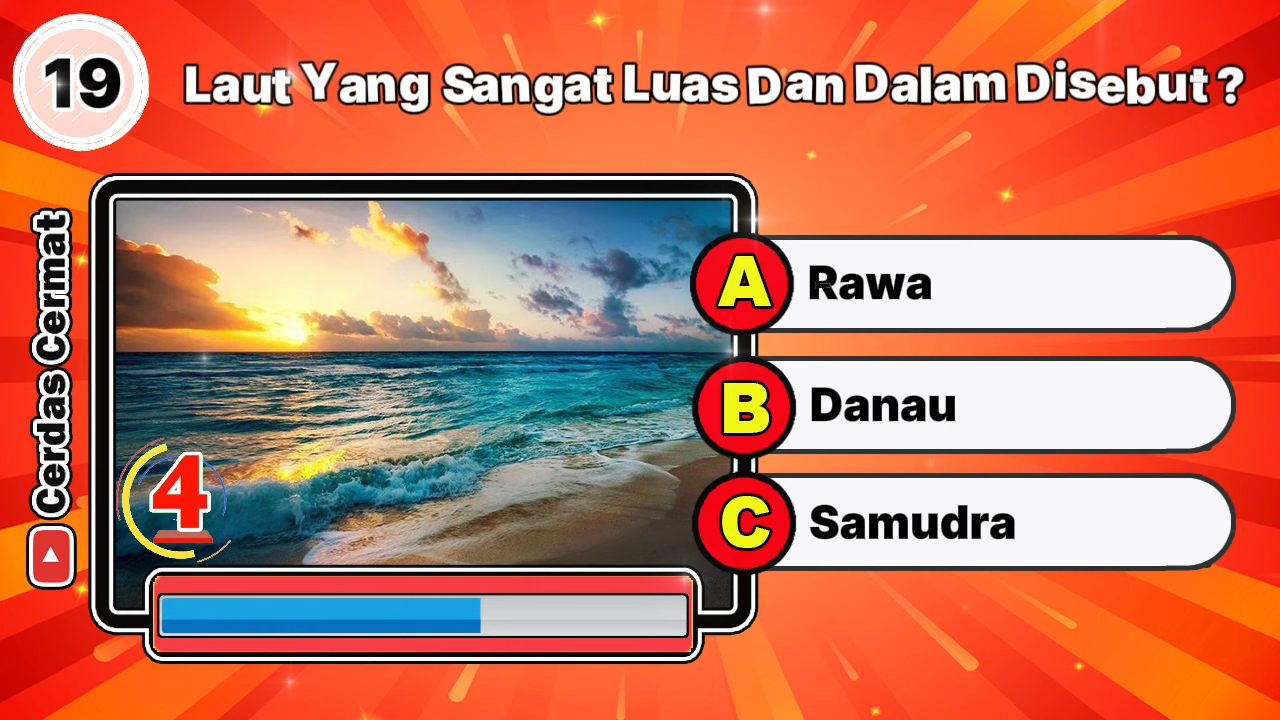 19
Laut Yang Sangat Luas Dan Dalam Disebut ?
Cerdas Cermat
4
A Rawa
B Danau
C Samudra